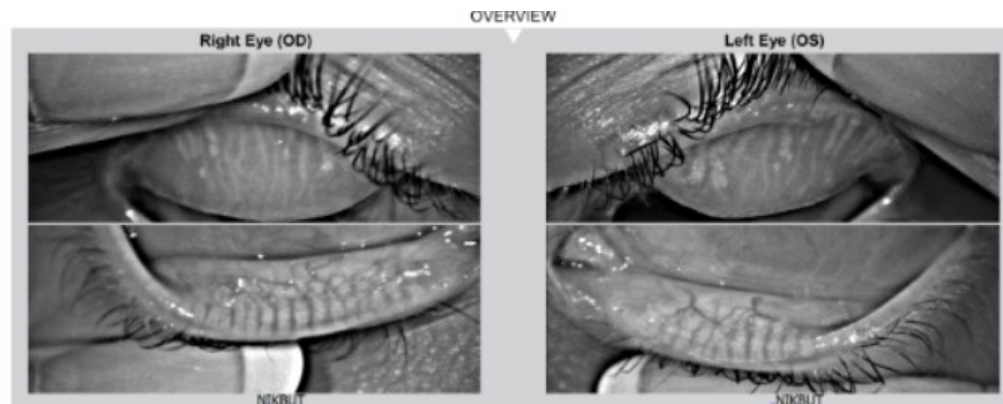 OVERVIEW
Right Eye (OD)
Left Eye (OS)
NIKBUT
NIKBUT